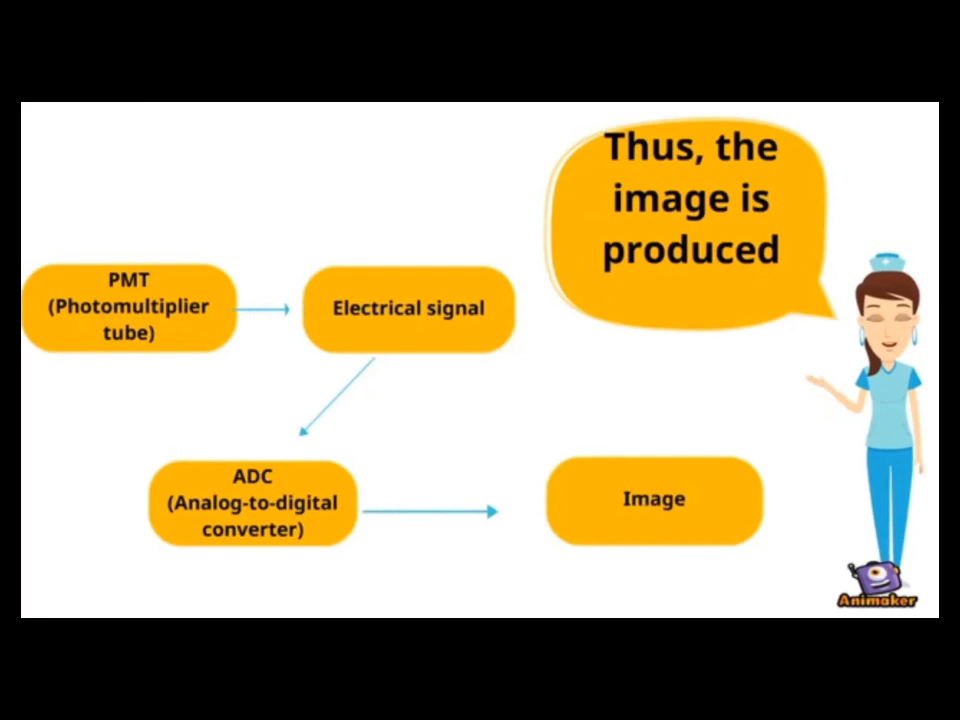 Thus, the
image is
produced
PMT
(Photomultiplier
tube)
Electrical signal
ADC
(Analog-to-digital
converter)
Image
Animaker